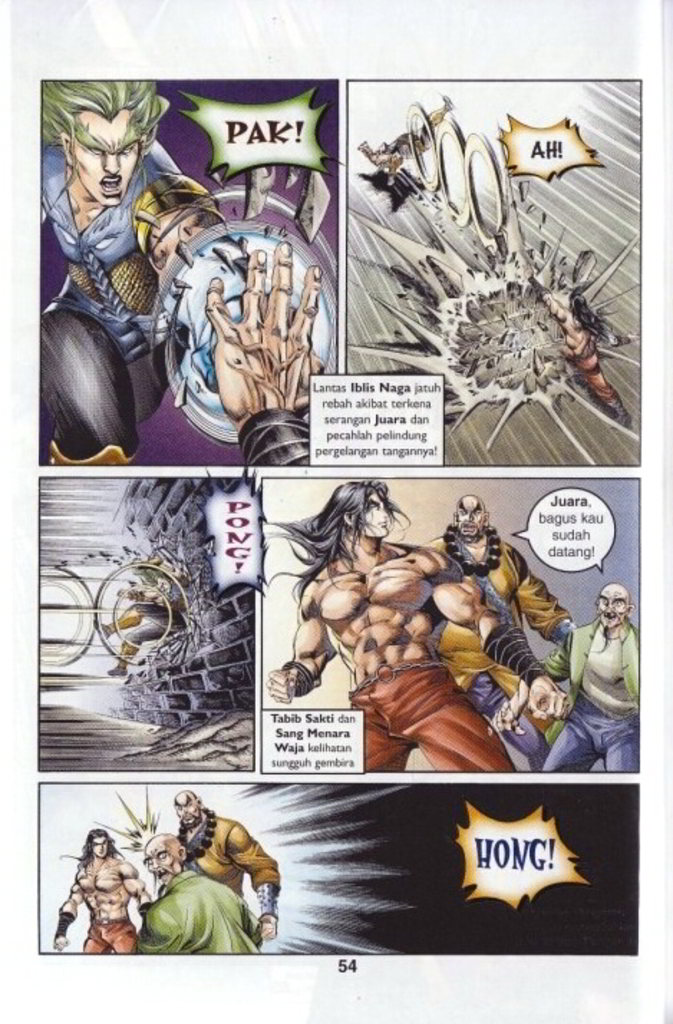 PAK!
AH!
Lantas Iblis Naga jatuh
rebah akibat terkena
serangan Juara dan
pecahlah pelindung
pergelangan tangannya!
PONG!
Juara,
bagus kau
sudah
datang!
Tabib Sakti dan
Sang Menara
Waja kelihatan
sungguh gembira
HONG!
54